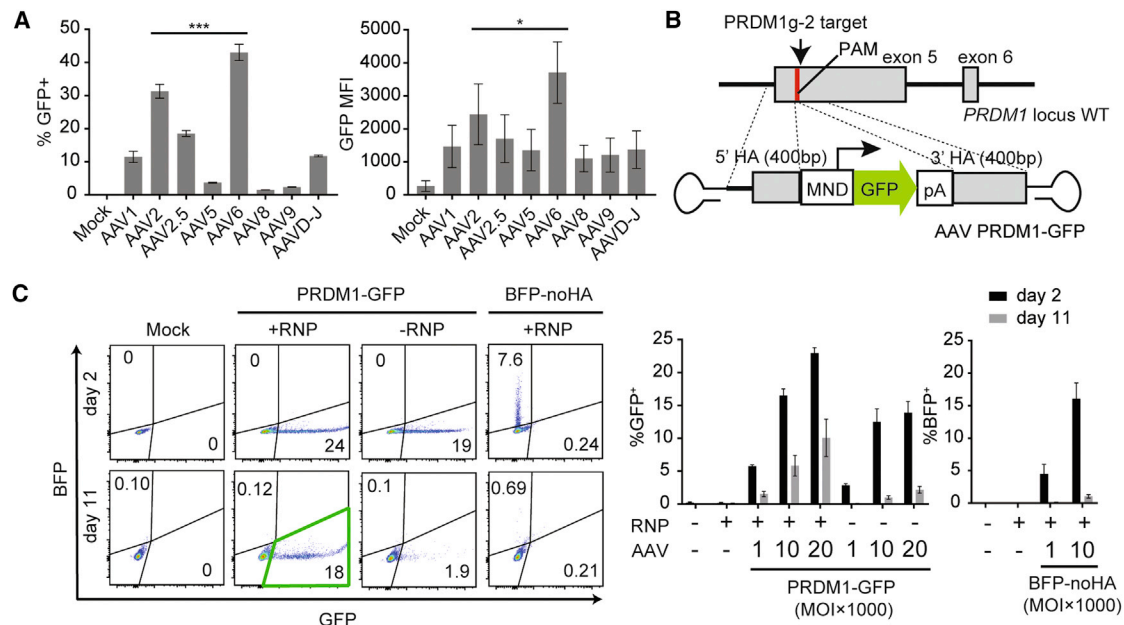 A
***
% GFP+
50
40
30
20
10
0
Mock
AAV1
AAV2
AAV2.5
AAV5
AAV6
AAV8
AAV9
AAVD-J
*
GFP MFI
5000
4000
3000
2000
1000
0
Mock
AAV1
AAV2
AAV2.5
AAV5
AAV6
AAV8
AAV9
AAVD-J
B
PRDM1g-2 target
PAM
exon 5 exon 6
PRDM1 locus WT
5' HA (400bp) 3' HA (400bp)
MND GFP pA
AAV PRDM1-GFP
C
PRDM1-GFP BFP-noHA
Mock +RNP -RNP +RNP
day 2
0 0 0 7.6
0 24 19 0.24
day 11
0.10 0.12 0.1 0.69
0 18 1.9 0.21
BFP
GFP
day 2
day 11
%GFP+
25
20
15
10
5
0
RNP - + + + + - - -
AAV - - 1 10 20 1 10 20
PRDM1-GFP
(MOI×1000)
%BFP+
25
20
15
10
5
0
- + + +
- - 1 10
BFP-noHA
(MOI×1000)